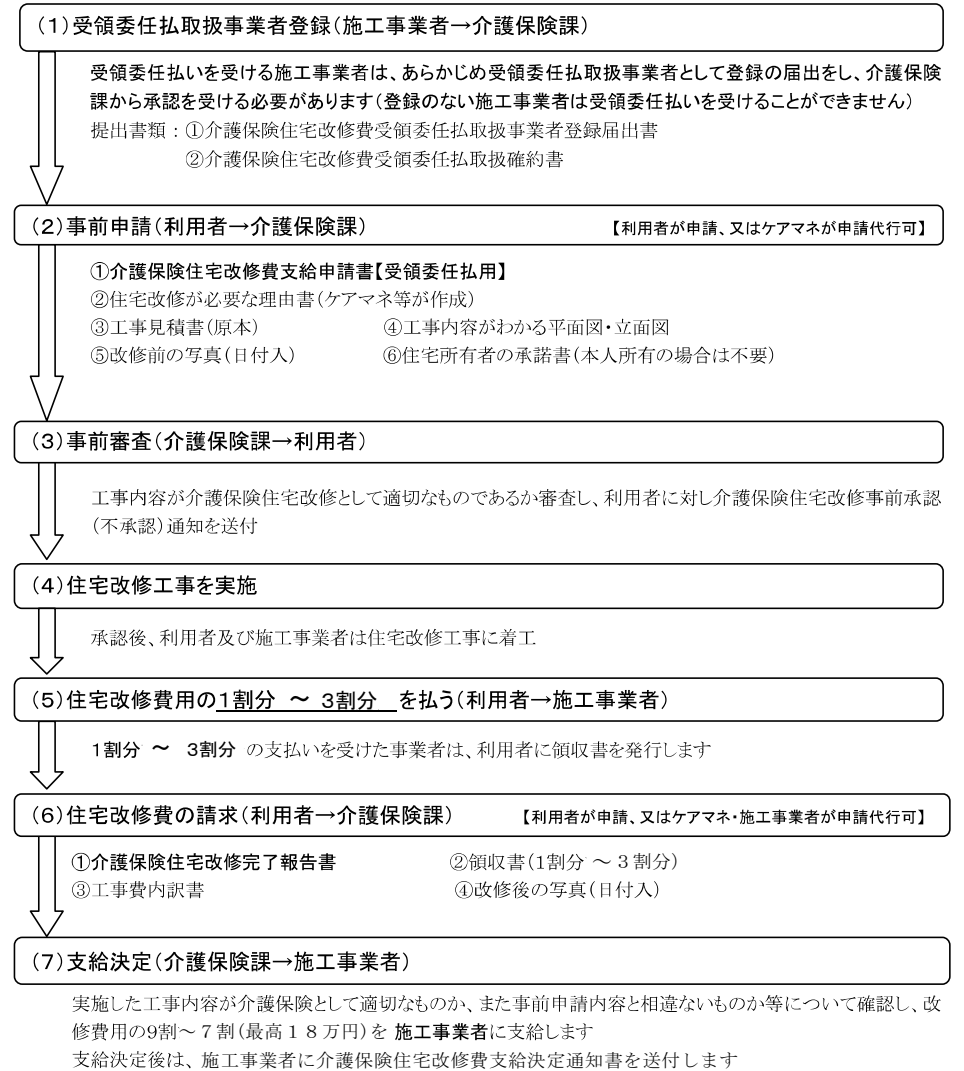 （１）受領委任払取扱事業者登録（施工事業者→介護保険課）
受領委任払いを受ける施工事業者は、あらかじめ受領委任払取扱事業者として登録の届出をし、介護保険
課から承認を受ける必要があります（登録のない施工事業者は受領委任払いを受けることができません）
提出書類：①介護保険住宅改修費受領委任払取扱事業者登録届出書
②介護保険住宅改修費受領委任払取扱確約書
（２）事前申請（利用者→介護保険課） 【利用者が申請、又はケアマネが申請代行可】
①介護保険住宅改修費支給申請書【受領委任払用】
②住宅改修が必要な理由書（ケアマネ等が作成）
③工事見積書（原本） ④工事内容がわかる平面図・立面図
⑤改修前の写真（日付入） ⑥住宅所有者の承諾書（本人所有の場合は不要）
（３）事前審査（介護保険課→利用者）
工事内容が介護保険住宅改修として適切なものであるか審査し、利用者に対し介護保険住宅改修事前承認
（不承認）通知を送付
（４）住宅改修工事を実施
承認後、利用者及び施工事業者は住宅改修工事に着工
（５）住宅改修費用の１割分 ～ ３割分 を払う（利用者→施工事業者）
１割分 ～ ３割分 の支払いを受けた事業者は、利用者に領収書を発行します
（６）住宅改修費の請求（利用者→介護保険課） 【利用者が申請、又はケアマネ・施工事業者が申請代行可】
①介護保険住宅改修完了報告書 ②領収書（1割分 ～３割分）
③工事費内訳書 ④改修後の写真（日付入）
（７）支給決定（介護保険課→施工事業者）
実施した工事内容が介護保険として適切なものか、また事前申請内容と相違ないものか等について確認し、改
修費用の9割～７割（最高１８万円）を 施工事業者に支給します
支給決定後は、施工事業者に介護保険住宅改修費支給決定通知書を送付します